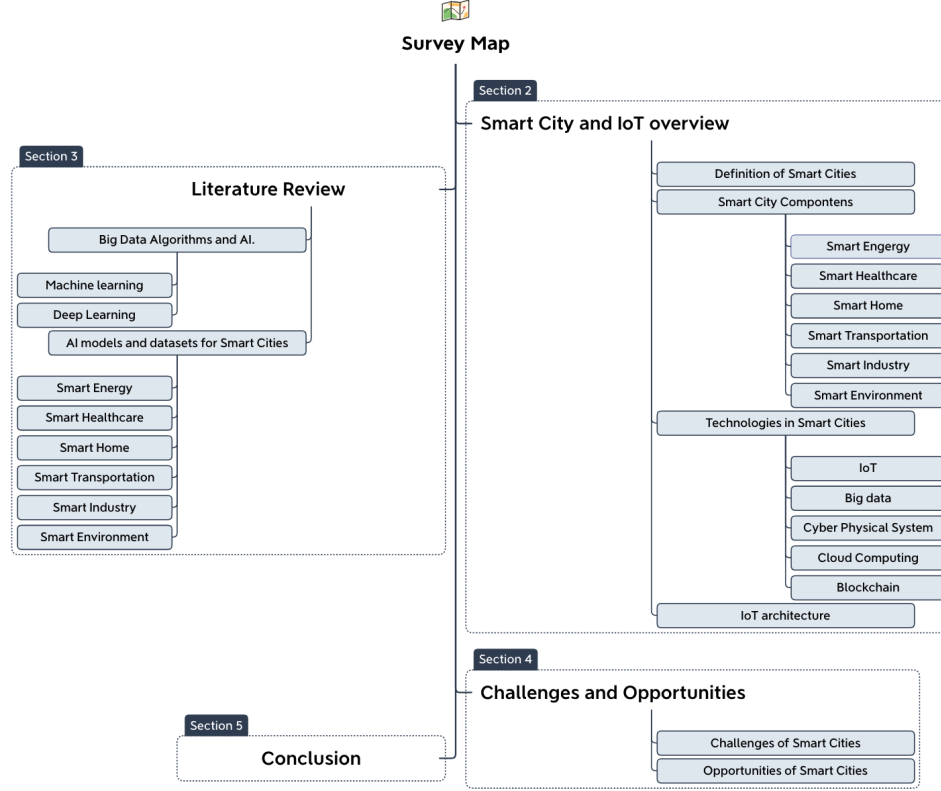 Survey Map
Section 2
Smart City and IoT overview
Definition of Smart Cities
Smart City Compontens
Smart Engergy
Smart Healthcare
Smart Home
Smart Transportation
Smart Industry
Smart Environment
Technologies in Smart Cities
IoT
Big data
Cyber Physical System
Cloud Computing
Blockchain
IoT architecture
Section 3
Literature Review
Big Data Algorithms and AI.
Machine learning
Deep Learning
AI models and datasets for Smart Cities
Smart Energy
Smart Healthcare
Smart Home
Smart Transportation
Smart Industry
Smart Environment
Section 4
Challenges and Opportunities
Challenges of Smart Cities
Opportunities of Smart Cities
Section 5
Conclusion